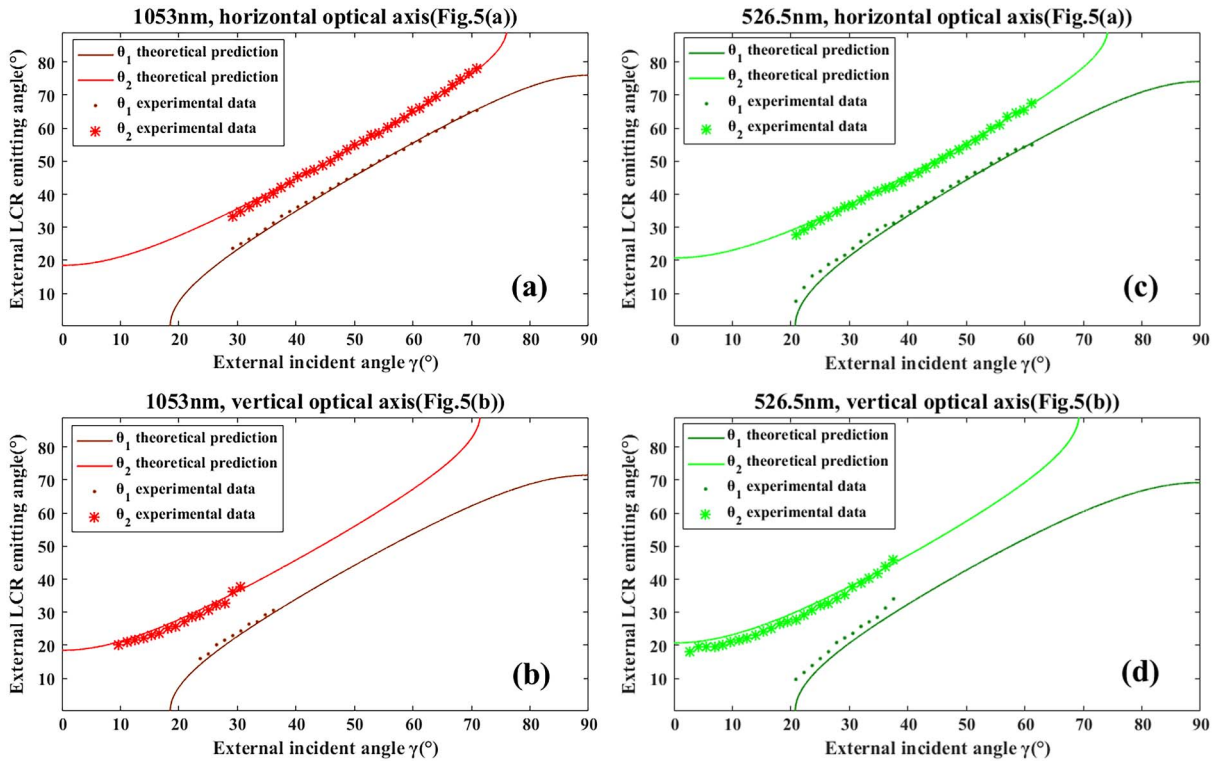 1053nm, horizontal optical axis(Fig.5(a))
External LCR emitting angle(°)
80
70
60
50
40
30
20
10
θ1 theoretical prediction
θ2 theoretical prediction
θ1 experimental data
θ2 experimental data
(a)
0 10 20 30 40 50 60 70 80 90
External incident angle γ(°)
526.5nm, horizontal optical axis(Fig.5(a))
External LCR emitting angle(°)
80
70
60
50
40
30
20
10
θ1 theoretical prediction
θ2 theoretical prediction
θ1 experimental data
θ2 experimental data
(c)
0 10 20 30 40 50 60 70 80 90
External incident angle γ(°)
1053nm, vertical optical axis(Fig.5(b))
External LCR emitting angle(°)
80
70
60
50
40
30
20
10
θ1 theoretical prediction
θ2 theoretical prediction
θ1 experimental data
θ2 experimental data
(b)
0 10 20 30 40 50 60 70 80 90
External incident angle γ(°)
526.5nm, vertical optical axis(Fig.5(b))
External LCR emitting angle(°)
80
70
60
50
40
30
20
10
θ1 theoretical prediction
θ2 theoretical prediction
θ1 experimental data
θ2 experimental data
(d)
0 10 20 30 40 50 60 70 80 90
External incident angle γ(°)